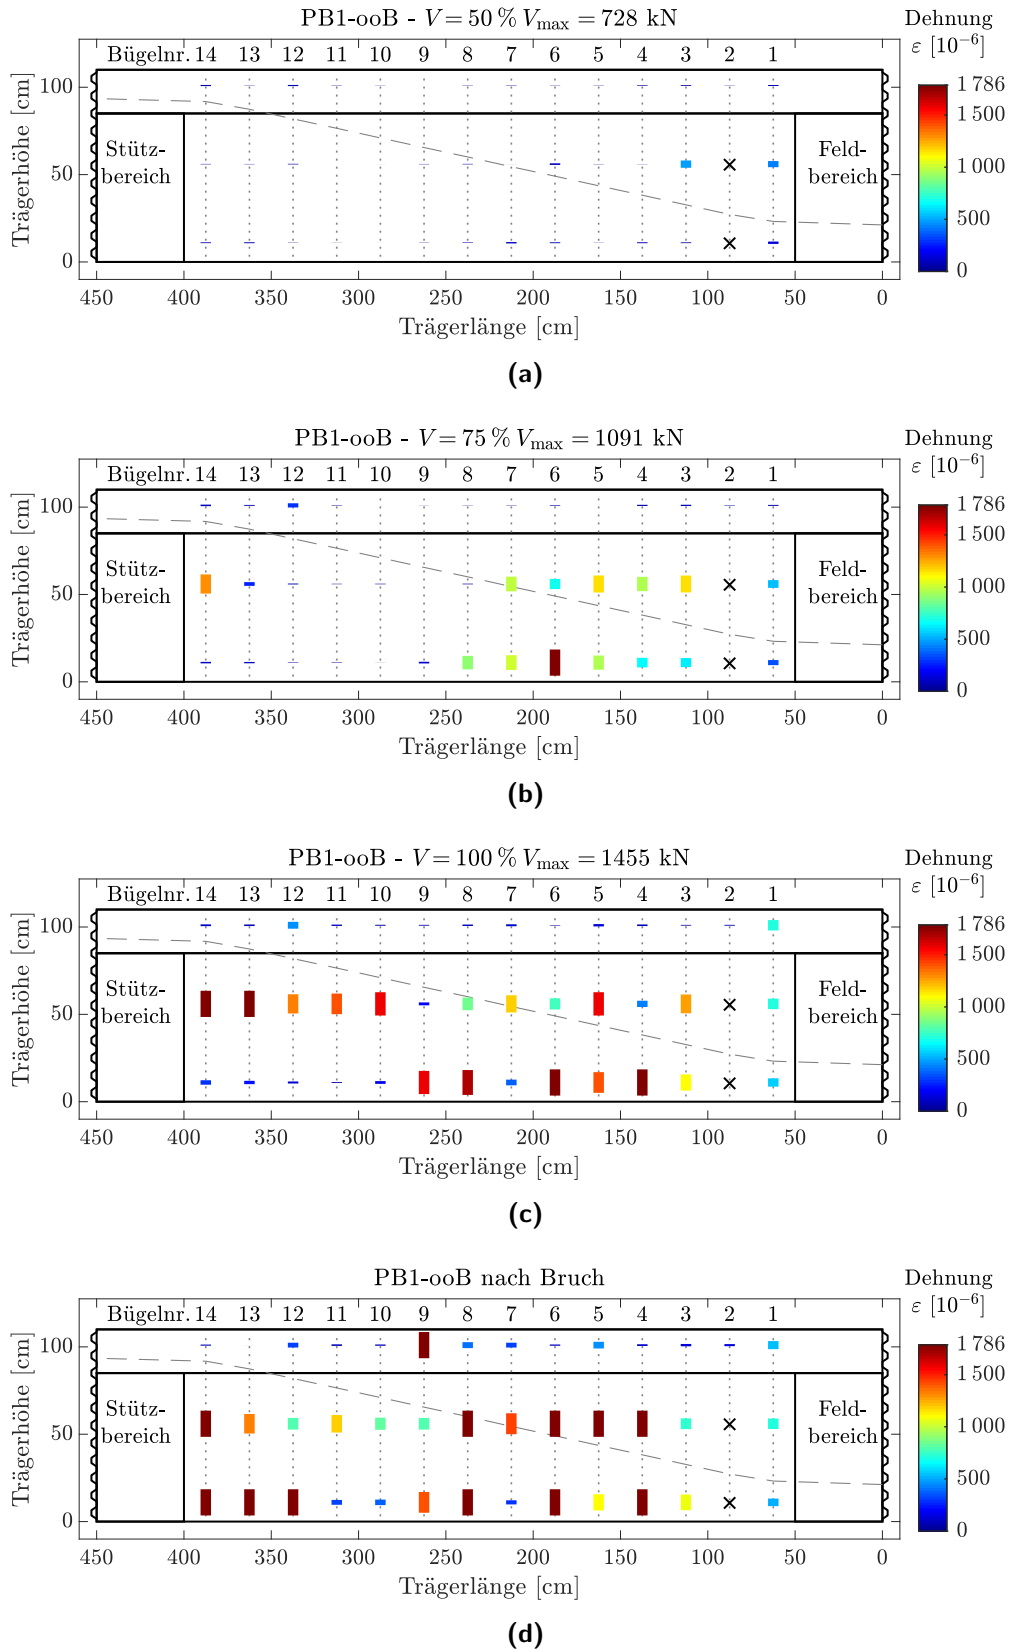 PB1-ooB - V = 50 % Vmax = 728 kN
Dehnung
ε [10⁻⁶]
Bügelnr. 14 13 12 11 10 9 8 7 6 5 4 3 2 1
Trägerhöhe [cm]
100
50
0
Stütz-
bereich
Feld-
bereich
1 786
1 500
1 000
500
0
450 400 350 300 250 200 150 100 50 0
Trägerlänge [cm]
(a)
PB1-ooB - V = 75 % Vmax = 1091 kN
Dehnung
ε [10⁻⁶]
Bügelnr. 14 13 12 11 10 9 8 7 6 5 4 3 2 1
Trägerhöhe [cm]
100
50
0
Stütz-
bereich
Feld-
bereich
1 786
1 500
1 000
500
0
450 400 350 300 250 200 150 100 50 0
Trägerlänge [cm]
(b)
PB1-ooB - V = 100 % Vmax = 1455 kN
Dehnung
ε [10⁻⁶]
Bügelnr. 14 13 12 11 10 9 8 7 6 5 4 3 2 1
Trägerhöhe [cm]
100
50
0
Stütz-
bereich
Feld-
bereich
1 786
1 500
1 000
500
0
450 400 350 300 250 200 150 100 50 0
Trägerlänge [cm]
(c)
PB1-ooB nach Bruch
Dehnung
ε [10⁻⁶]
Bügelnr. 14 13 12 11 10 9 8 7 6 5 4 3 2 1
Trägerhöhe [cm]
100
50
0
Stütz-
bereich
Feld-
bereich
1 786
1 500
1 000
500
0
450 400 350 300 250 200 150 100 50 0
Trägerlänge [cm]
(d)